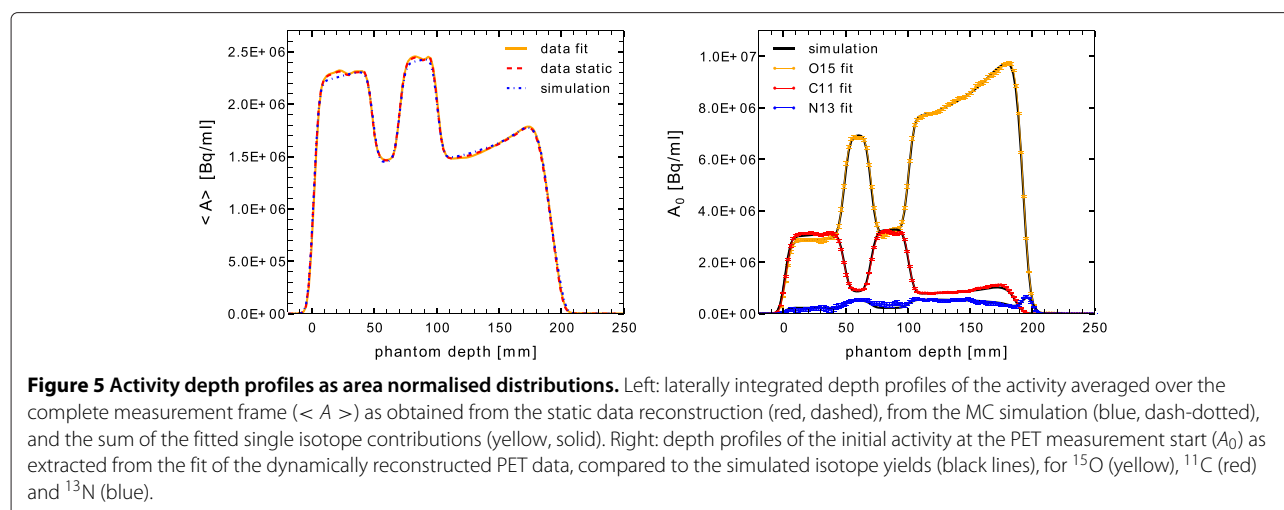 2.5E+ 06
2.0E+ 06
1.5E+ 06
1.0E+ 06
5.0E+ 05
0.0E+ 00
< A> [Bq/ml]
data fit
data static
simulation
0 50 100 150 200 250
phantom depth [mm]
1.0E+ 07
8.0E+ 06
6.0E+ 06
4.0E+ 06
2.0E+ 06
0.0E+ 00
A₀ [Bq/ml]
simulation
O15 fit
C11 fit
N13 fit
0 50 100 150 200 250
phantom depth [mm]
Figure 5 Activity depth profiles as area normalised distributions. Left: laterally integrated depth profiles of the activity averaged over the
complete measurement frame (< A >) as obtained from the static data reconstruction (red, dashed), from the MC simulation (blue, dash-dotted),
and the sum of the fitted single isotope contributions (yellow, solid). Right: depth profiles of the initial activity at the PET measurement start (A₀) as
extracted from the fit of the dynamically reconstructed PET data, compared to the simulated isotope yields (black lines), for ¹⁵O (yellow), ¹¹C (red)
and ¹³N (blue).